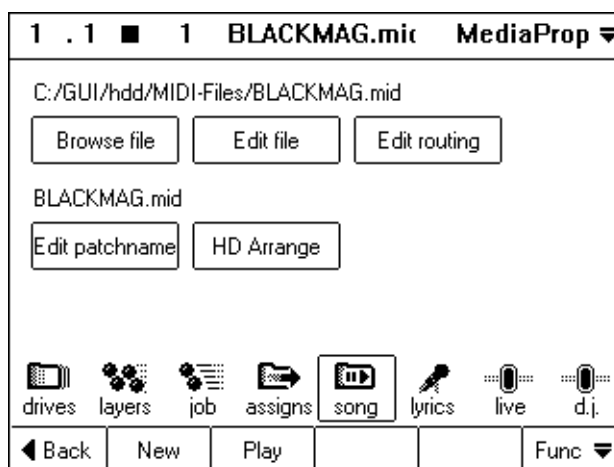 1 .1 ■ 1 BLACKMAG.mic MediaProp ▼
C:/GUI/hdd/MIDI-Files/BLACKMAG.mid
Browse file Edit file Edit routing
BLACKMAG.mid
Edit patchname HD Arrange
drives layers job assigns song lyrics live d.j.
◀ Back New Play Func ▼